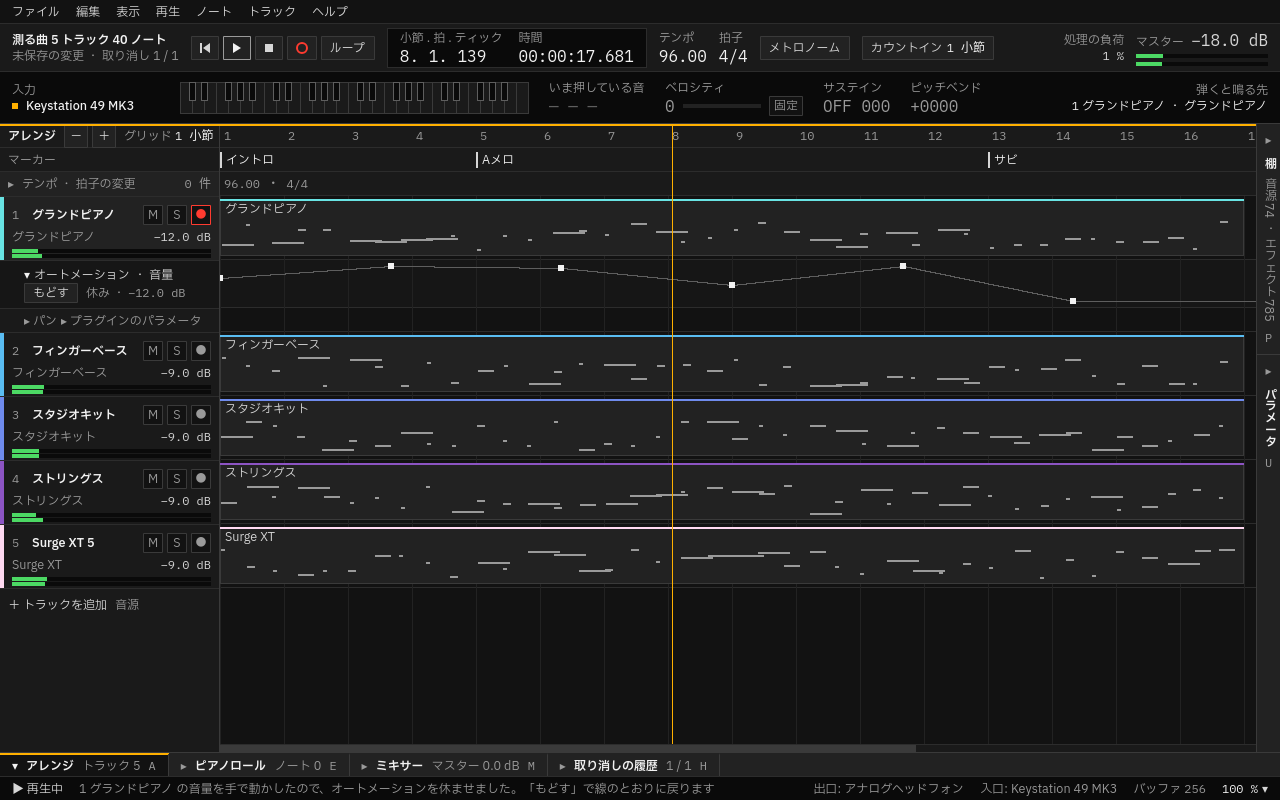 ファイル 編集 表示 再生 ノート トラック ヘルプ
測る曲 5 トラック 40 ノート
未保存の変更 · 取り消し 1 / 1
ループ
小節 . 拍 . ティック 時間
8. 1. 139 00:00:17.681
テンポ 拍子
96.00 4/4
メトロノーム
カウントイン 1 小節
処理の負荷
1 %
マスター −18.0 dB
入力
Keystation 49 MK3
いま押している音
— — —
ベロシティ
0 固定
サステイン
OFF 000
ピッチベンド
+0000
弾くと鳴る先
1 グランドピアノ · グランドピアノ
アレンジ − + グリッド 1 小節
1 2 3 4 5 6 7 8 9 10 11 12 13 14 15 16 1
マーカー
イントロ Aメロ サビ
▸ テンポ · 拍子の変更 0 件
96.00 · 4/4
1 グランドピアノ M S
グランドピアノ −12.0 dB
グランドピアノ
▾ オートメーション · 音量
もどす 休み · −12.0 dB
▸ パン ▸ プラグインのパラメータ
2 フィンガーベース M S
フィンガーベース −9.0 dB
フィンガーベース
3 スタジオキット M S
スタジオキット −9.0 dB
スタジオキット
4 ストリングス M S
ストリングス −9.0 dB
ストリングス
5 Surge XT 5 M S
Surge XT −9.0 dB
Surge XT
+ トラックを追加 音源
▸ 棚 音源 74 · エフェクト 785 P
▸ パラメータ U
▾ アレンジ トラック 5 A
▸ ピアノロール ノート 0 E
▸ ミキサー マスター 0.0 dB M
▸ 取り消しの履歴 1 / 1 H
▶ 再生中 1 グランドピアノ の音量を手で動かしたので、オートメーションを休ませました。「もどす」で線のとおりに戻ります
出口: アナログヘッドフォン 入口: Keystation 49 MK3 バッファ 256 100 % ▾